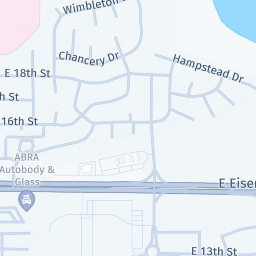 Wimbleton
Chancery Dr
Hampstead Dr
E 18th St
th St
16th St
ABRA
Autobody &
Glass
E Eisen
E 13th St